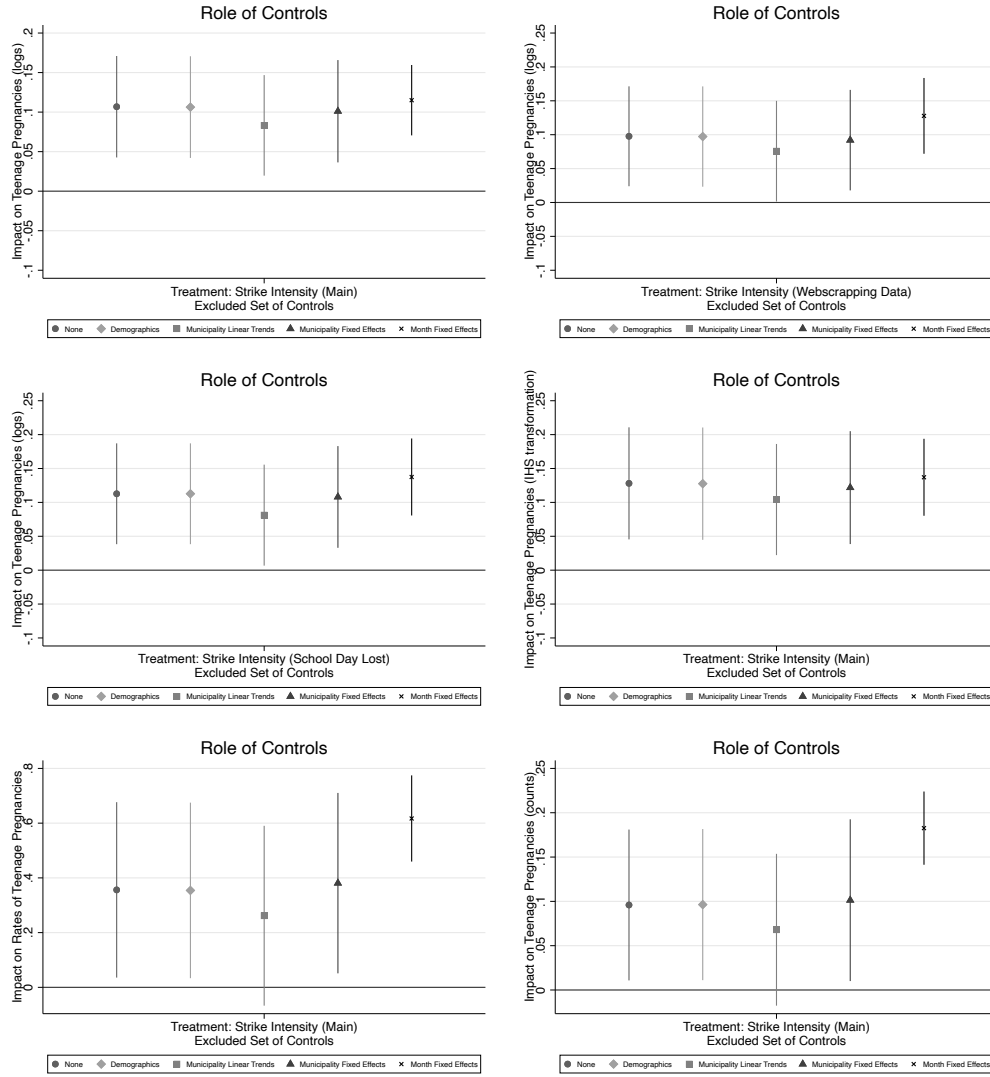 Role of Controls
Impact on Teenage Pregnancies (logs)
.2
.15
.1
.05
0
-.05
-.1
Treatment: Strike Intensity (Main)
Excluded Set of Controls
None Demographics Municipality Linear Trends Municipality Fixed Effects Month Fixed Effects
Role of Controls
Impact on Teenage Pregnancies (logs)
.25
.2
.15
.1
.05
0
-.05
-.1
Treatment: Strike Intensity (Webscrapping Data)
Excluded Set of Controls
None Demographics Municipality Linear Trends Municipality Fixed Effects Month Fixed Effects
Role of Controls
Impact on Teenage Pregnancies (logs)
.25
.2
.15
.1
.05
0
-.05
-.1
Treatment: Strike Intensity (School Day Lost)
Excluded Set of Controls
None Demographics Municipality Linear Trends Municipality Fixed Effects Month Fixed Effects
Role of Controls
Impact on Teenage Pregnancies (IHS transformation)
.25
.2
.15
.1
.05
0
-.05
-.1
Treatment: Strike Intensity (Main)
Excluded Set of Controls
None Demographics Municipality Linear Trends Municipality Fixed Effects Month Fixed Effects
Role of Controls
Impact on Rates of Teenage Pregnancies
.8
.6
.4
.2
0
Treatment: Strike Intensity (Main)
Excluded Set of Controls
None Demographics Municipality Linear Trends Municipality Fixed Effects Month Fixed Effects
Role of Controls
Impact on Teenage Pregnancies (counts)
.25
.2
.15
.1
.05
0
Treatment: Strike Intensity (Main)
Excluded Set of Controls
None Demographics Municipality Linear Trends Municipality Fixed Effects Month Fixed Effects